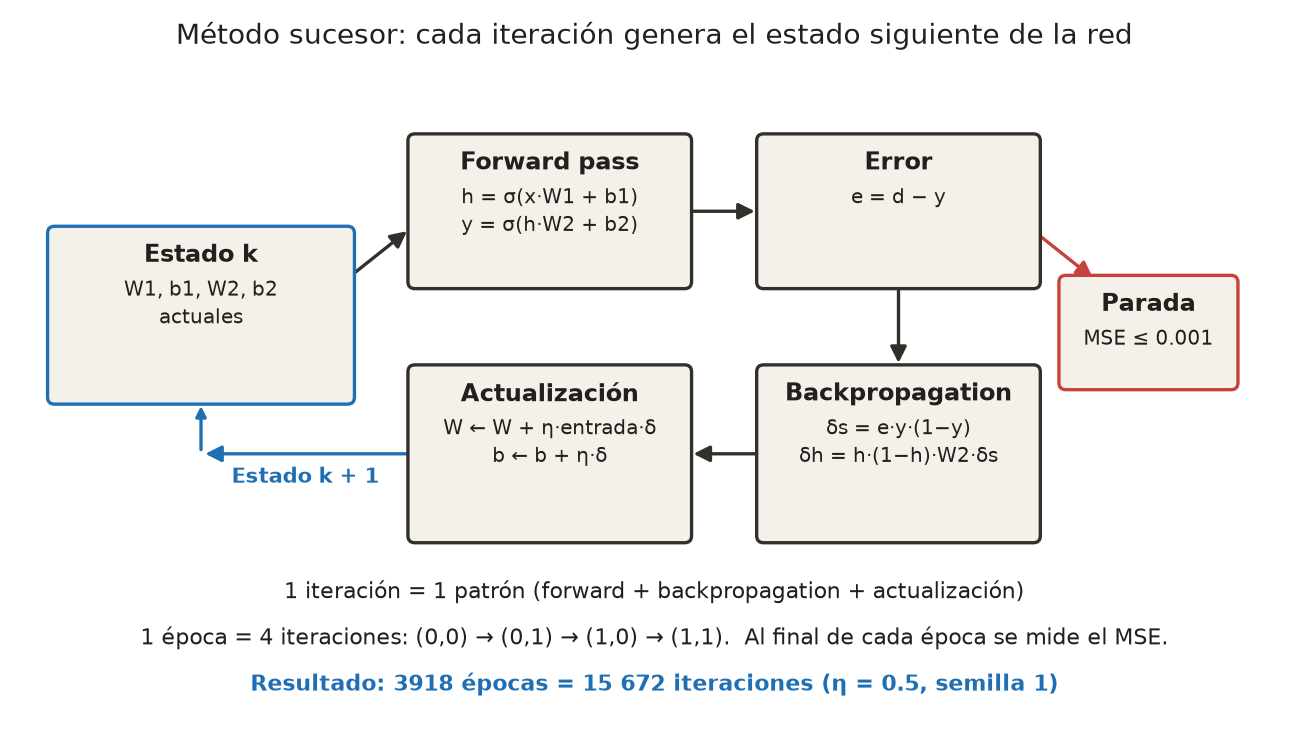 Método sucesor: cada iteración genera el estado siguiente de la red
Estado k
W1, b1, W2, b2
actuales
Forward pass
h = σ(x·W1 + b1)
y = σ(h·W2 + b2)
Error
e = d − y
Parada
MSE ≤ 0.001
Backpropagation
δs = e·y·(1−y)
δh = h·(1−h)·W2·δs
Actualización
W ← W + η·entrada·δ
b ← b + η·δ
Estado k + 1
1 iteración = 1 patrón (forward + backpropagation + actualización)
1 época = 4 iteraciones: (0,0) → (0,1) → (1,0) → (1,1).  Al final de cada época se mide el MSE.
Resultado: 3918 épocas = 15 672 iteraciones (η = 0.5, semilla 1)